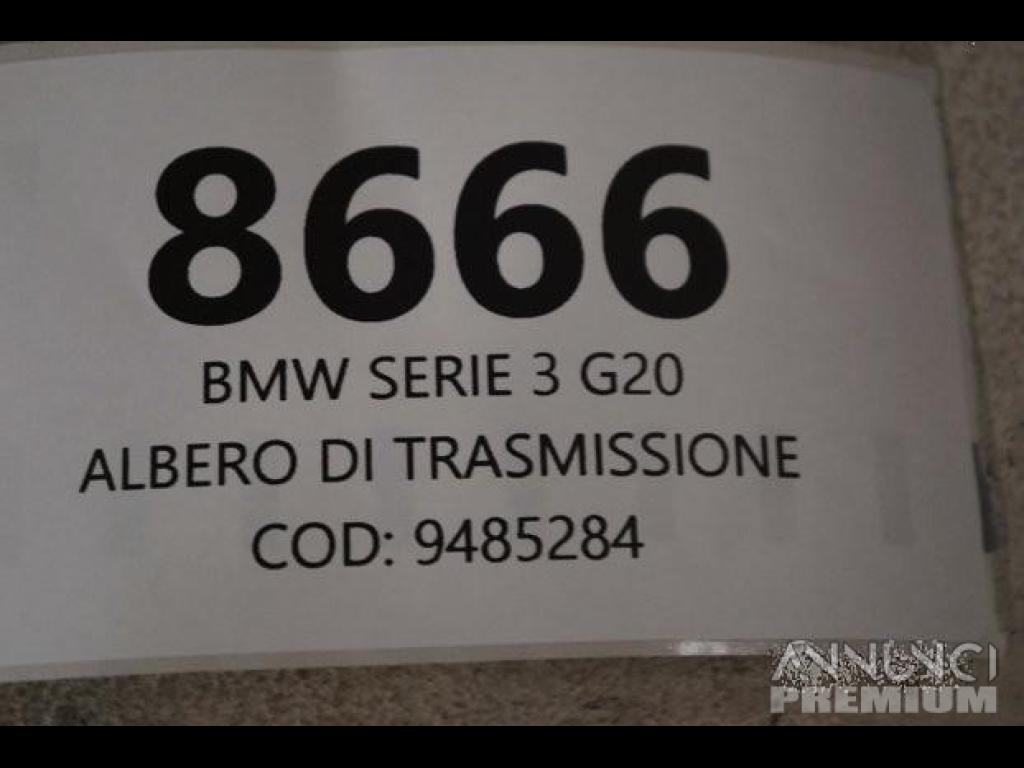 8666
BMW SERIE 3 G20
ALBERO DI TRASMISSIONE
COD: 9485284
ANNUNCI
PREMIUM